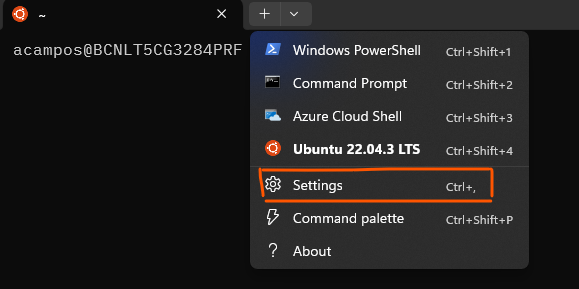 ~
acampos@BCNLT5CG3284PRF
Windows PowerShell Ctrl+Shift+1
Command Prompt Ctrl+Shift+2
Azure Cloud Shell Ctrl+Shift+3
Ubuntu 22.04.3 LTS Ctrl+Shift+4
Settings Ctrl+,
Command palette Ctrl+Shift+P
About